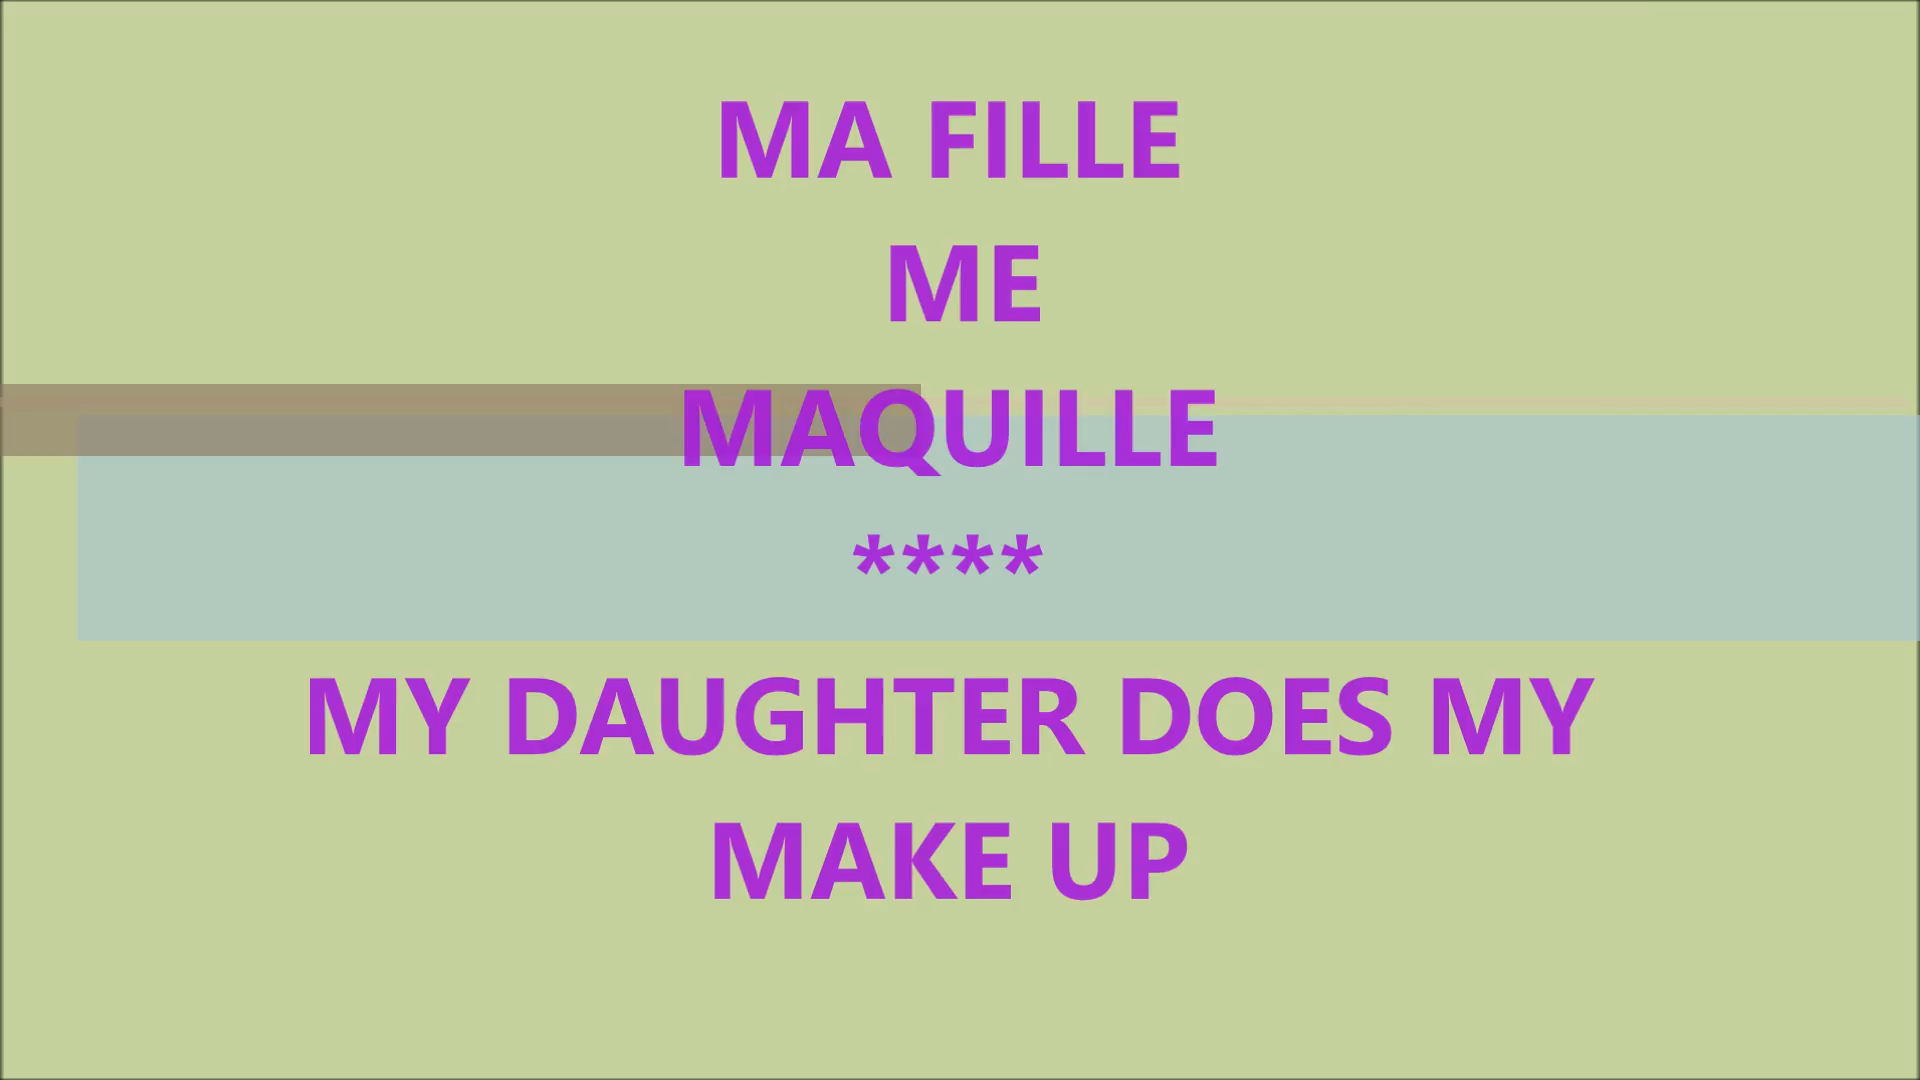 MA FILLE
ME
MAQUILLE
****
MY DAUGHTER DOES MY
MAKE UP